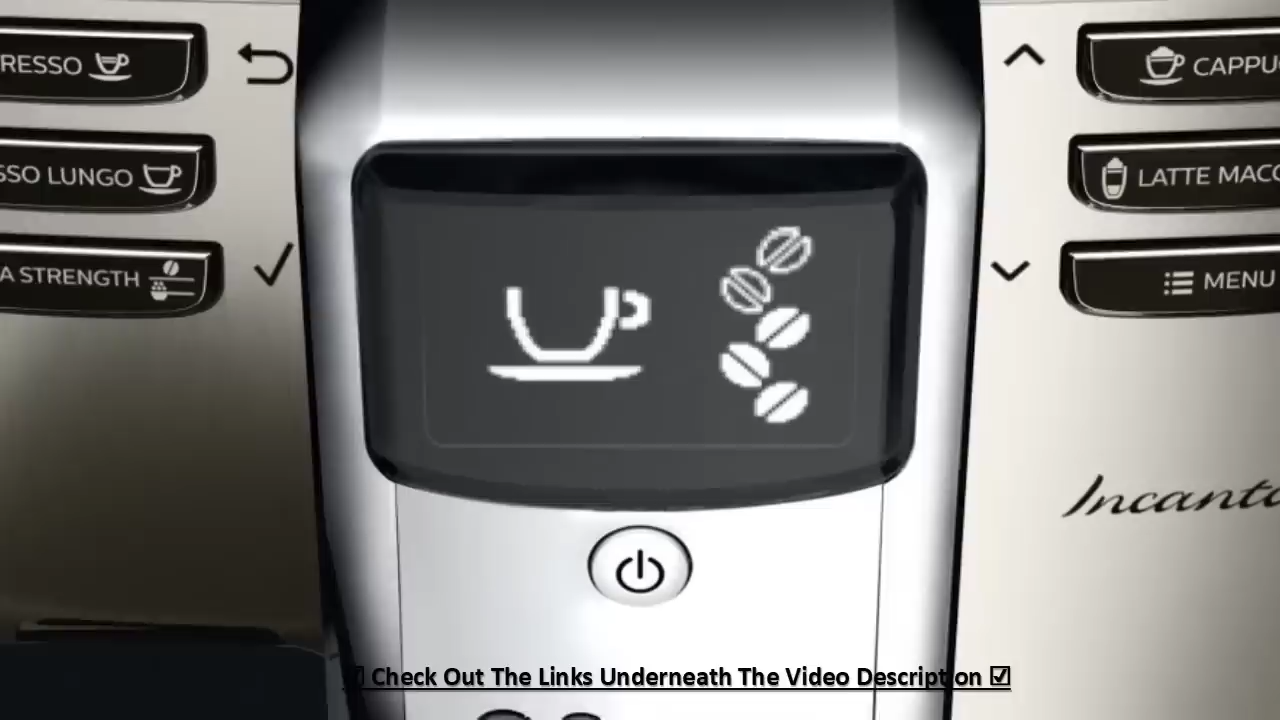 RESSO
CAPPU
SSO LUNGO
LATTE MACC
A STRENGTH
MENU
Incanto
☑ Check Out The Links Underneath The Video Description ☑